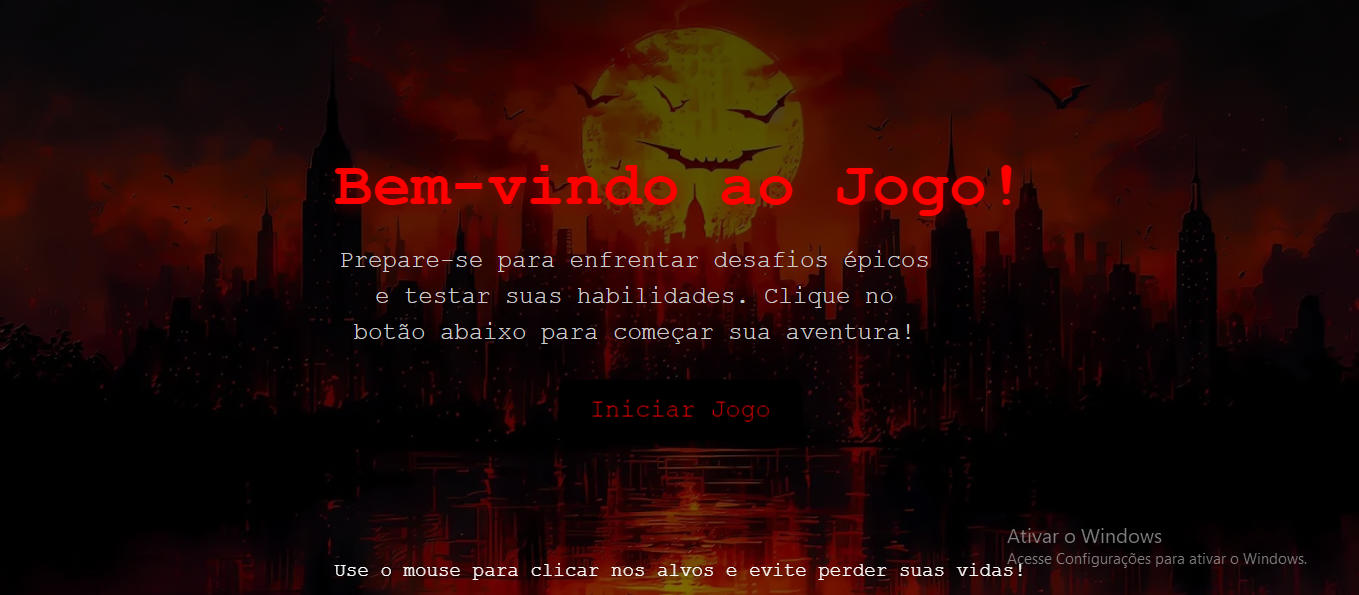 Bem-vindo ao Jogo!
Prepare-se para enfrentar desafios épicos
e testar suas habilidades. Clique no
botão abaixo para começar sua aventura!
Iniciar Jogo
Ativar o Windows
Acesse Configurações para ativar o Windows.
Use o mouse para clicar nos alvos e evite perder suas vidas!